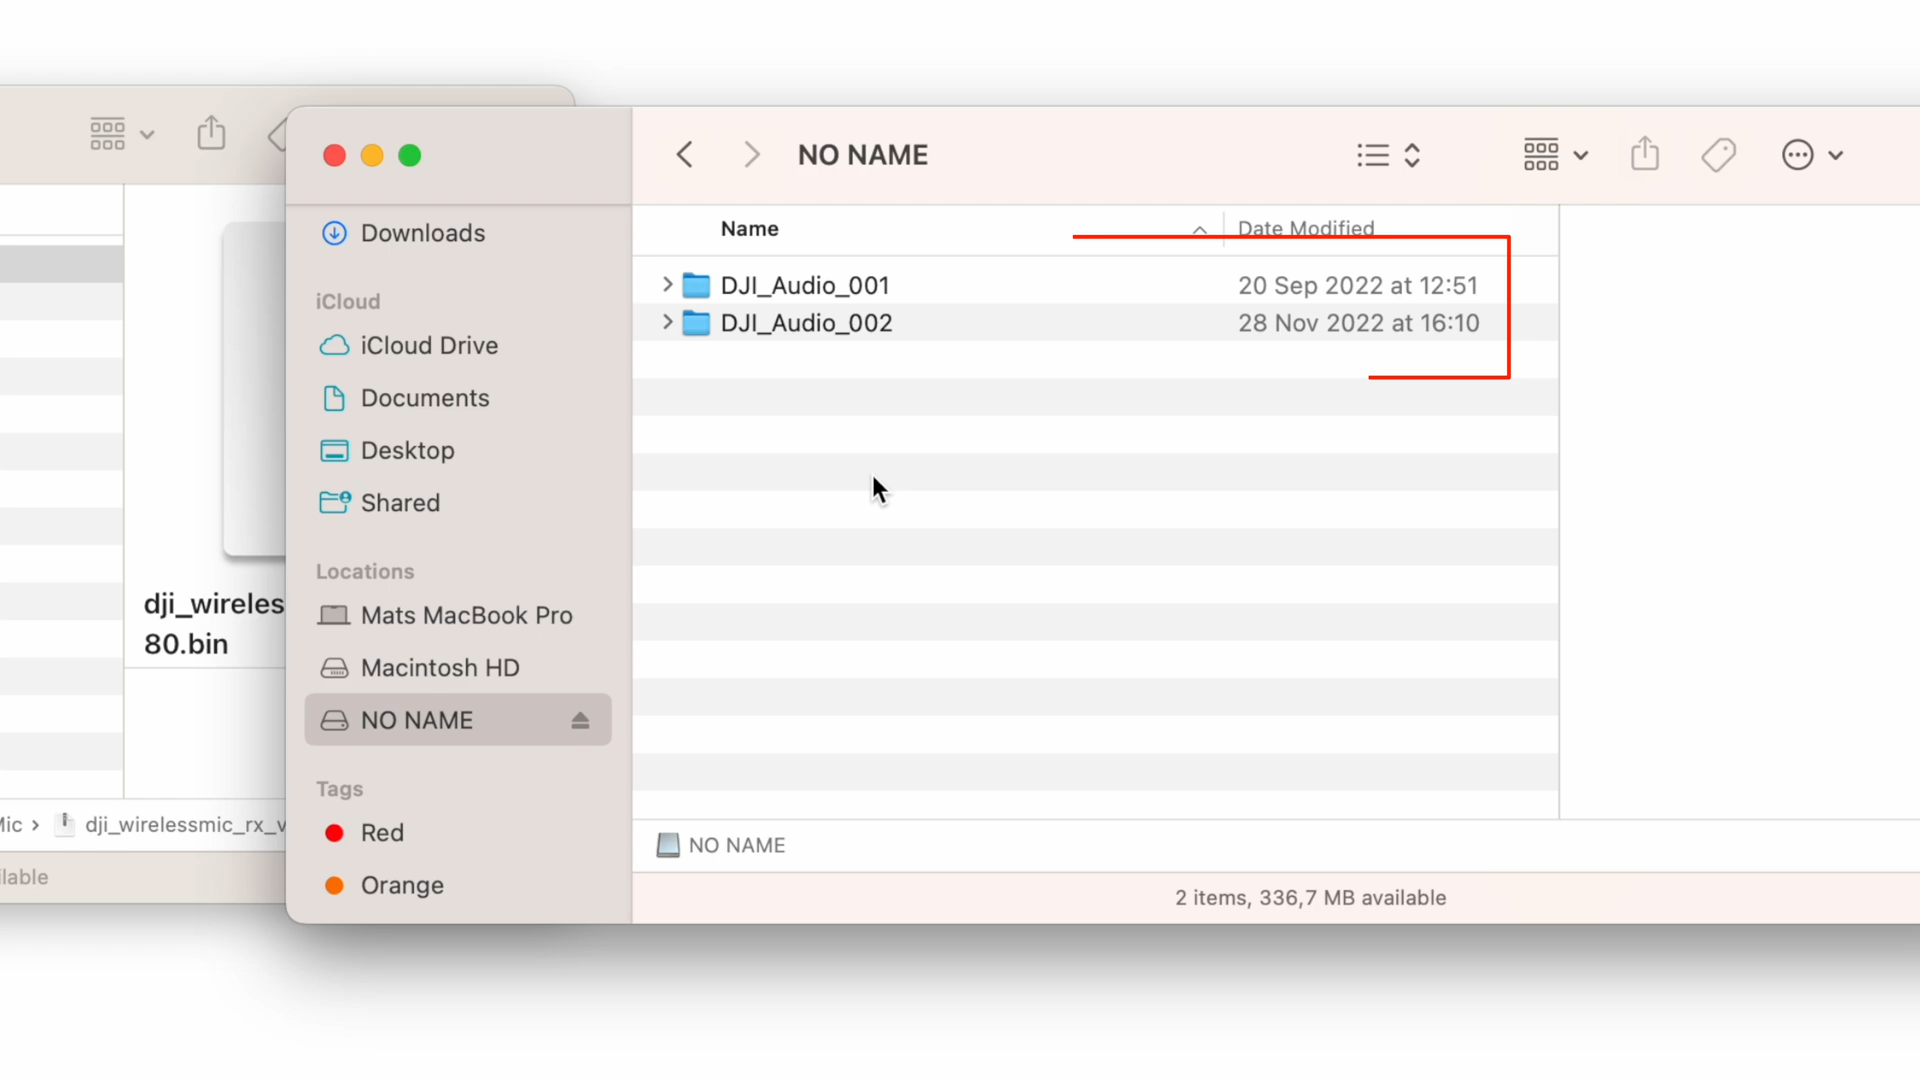 NO NAME
Name
Date Modified
Downloads
iCloud
DJI_Audio_001
20 Sep 2022 at 12:51
DJI_Audio_002
28 Nov 2022 at 16:10
iCloud Drive
Documents
Desktop
Shared
Locations
dji_wireles
80.bin
Mats MacBook Pro
Macintosh HD
NO NAME
Tags
Red
Orange
Mic
dji_wirelessmic_rx_v
ilable
NO NAME
2 items, 336,7 MB available